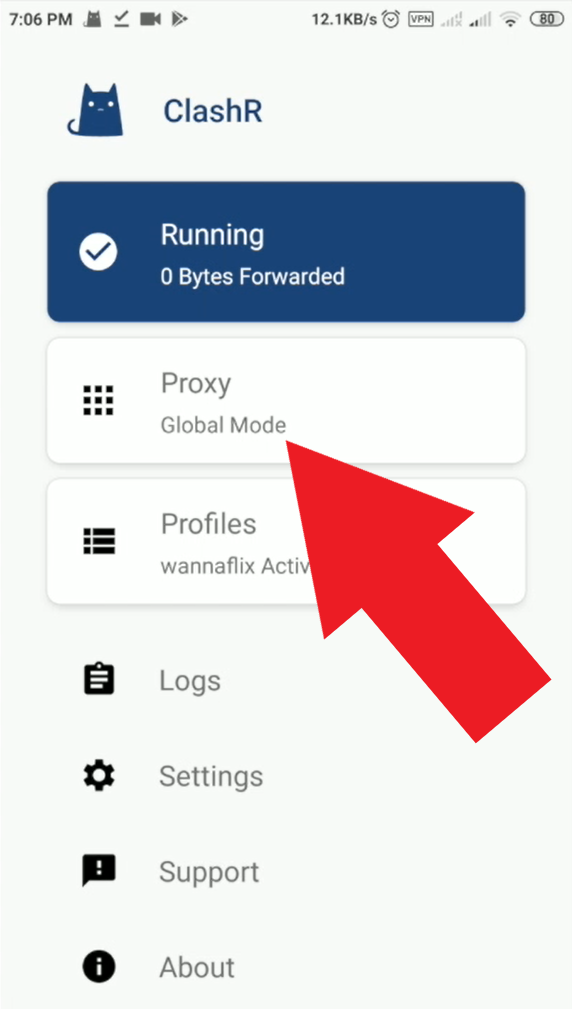 7:06 PM 12.1KB/s VPN 80
ClashR
Running
0 Bytes Forwarded
Proxy
Global Mode
Profiles
wannaflix Activ
Logs
Settings
Support
About